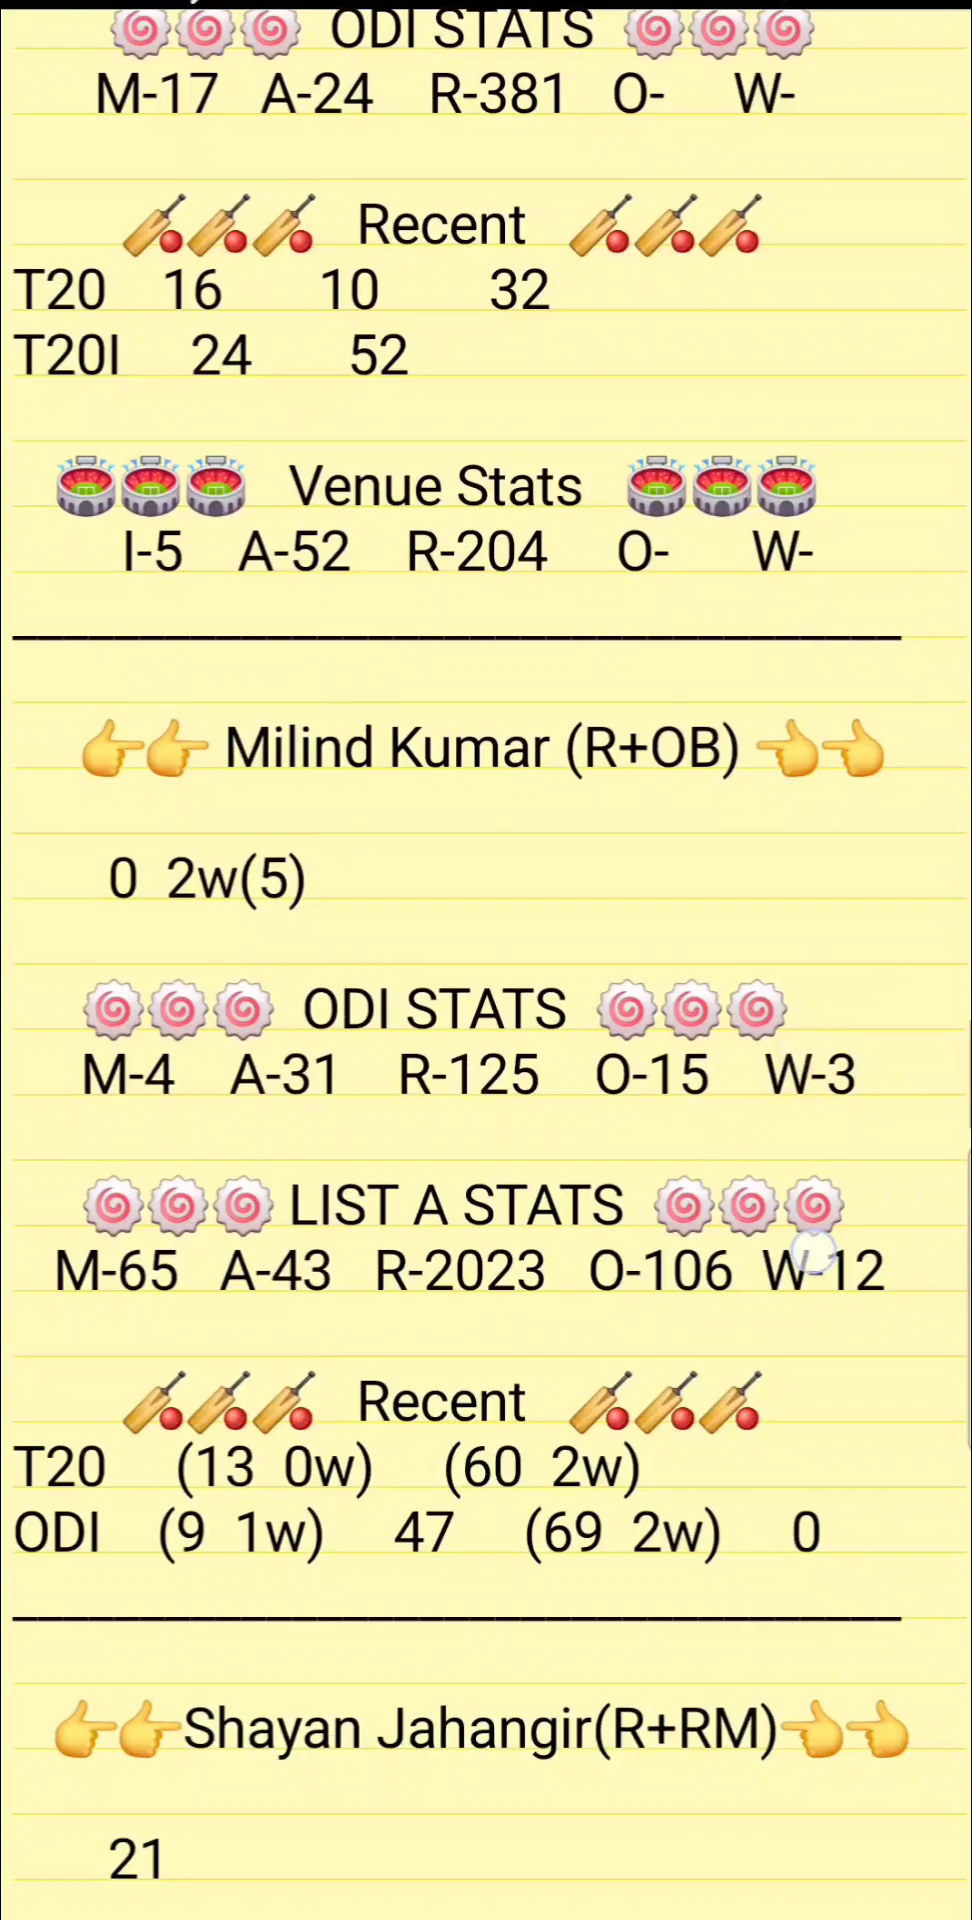 ODI STATS
M-17 A-24 R-381 O- W-
Recent
T20 16 10 32
T20I 24 52
Venue Stats
I-5 A-52 R-204 O- W-
Milind Kumar (R+OB)
0 2w(5)
ODI STATS
M-4 A-31 R-125 O-15 W-3
LIST A STATS
M-65 A-43 R-2023 O-106 W-12
Recent
T20 (13 0w) (60 2w)
ODI (9 1w) 47 (69 2w) 0
Shayan Jahangir(R+RM)
21